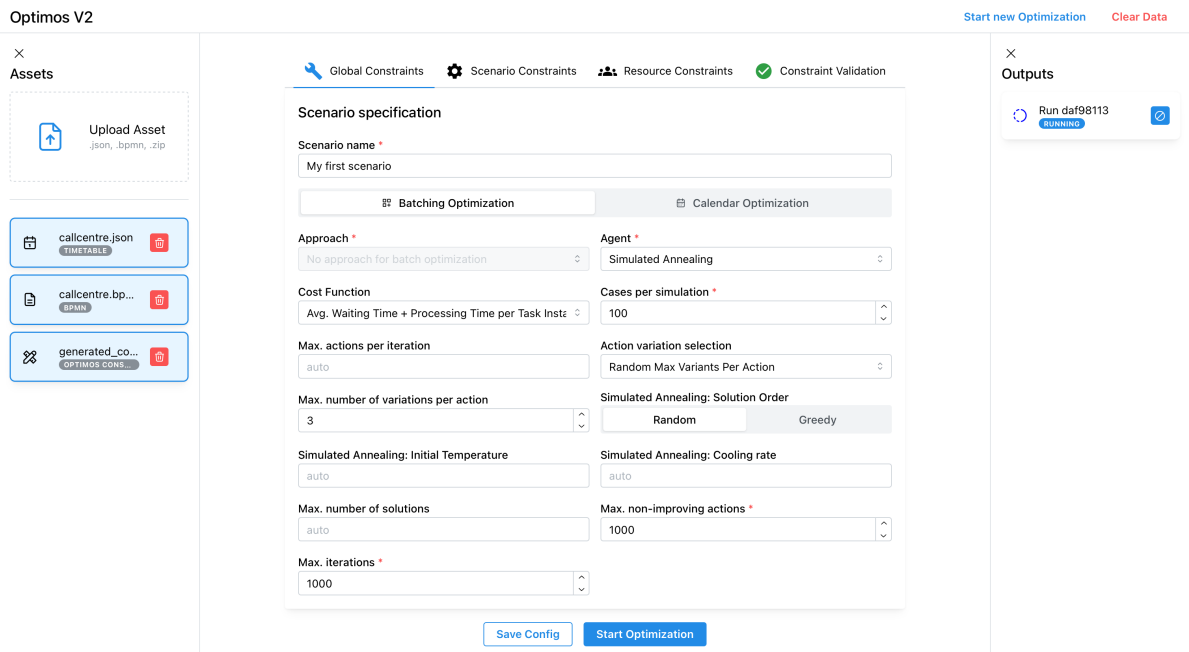 Optimos V2
Start new Optimization
Clear Data
Assets
Upload Asset
.json, .bpmn, .zip
callcentre.json
TIMETABLE
callcentre.bp...
BPMN
generated_co...
OPTIMOS CONS...
Global Constraints
Scenario Constraints
Resource Constraints
Constraint Validation
Scenario specification
Scenario name *
My first scenario
Batching Optimization
Calendar Optimization
Approach *
Agent *
No approach for batch optimization
Simulated Annealing
Cost Function
Cases per simulation *
Avg. Waiting Time + Processing Time per Task Insta
100
Max. actions per iteration
Action variation selection
auto
Random Max Variants Per Action
Max. number of variations per action
Simulated Annealing: Solution Order
3
Random
Greedy
Simulated Annealing: Initial Temperature
Simulated Annealing: Cooling rate
auto
auto
Max. number of solutions
Max. non-improving actions *
auto
1000
Max. iterations *
1000
Save Config
Start Optimization
Outputs
Run daf98113
RUNNING